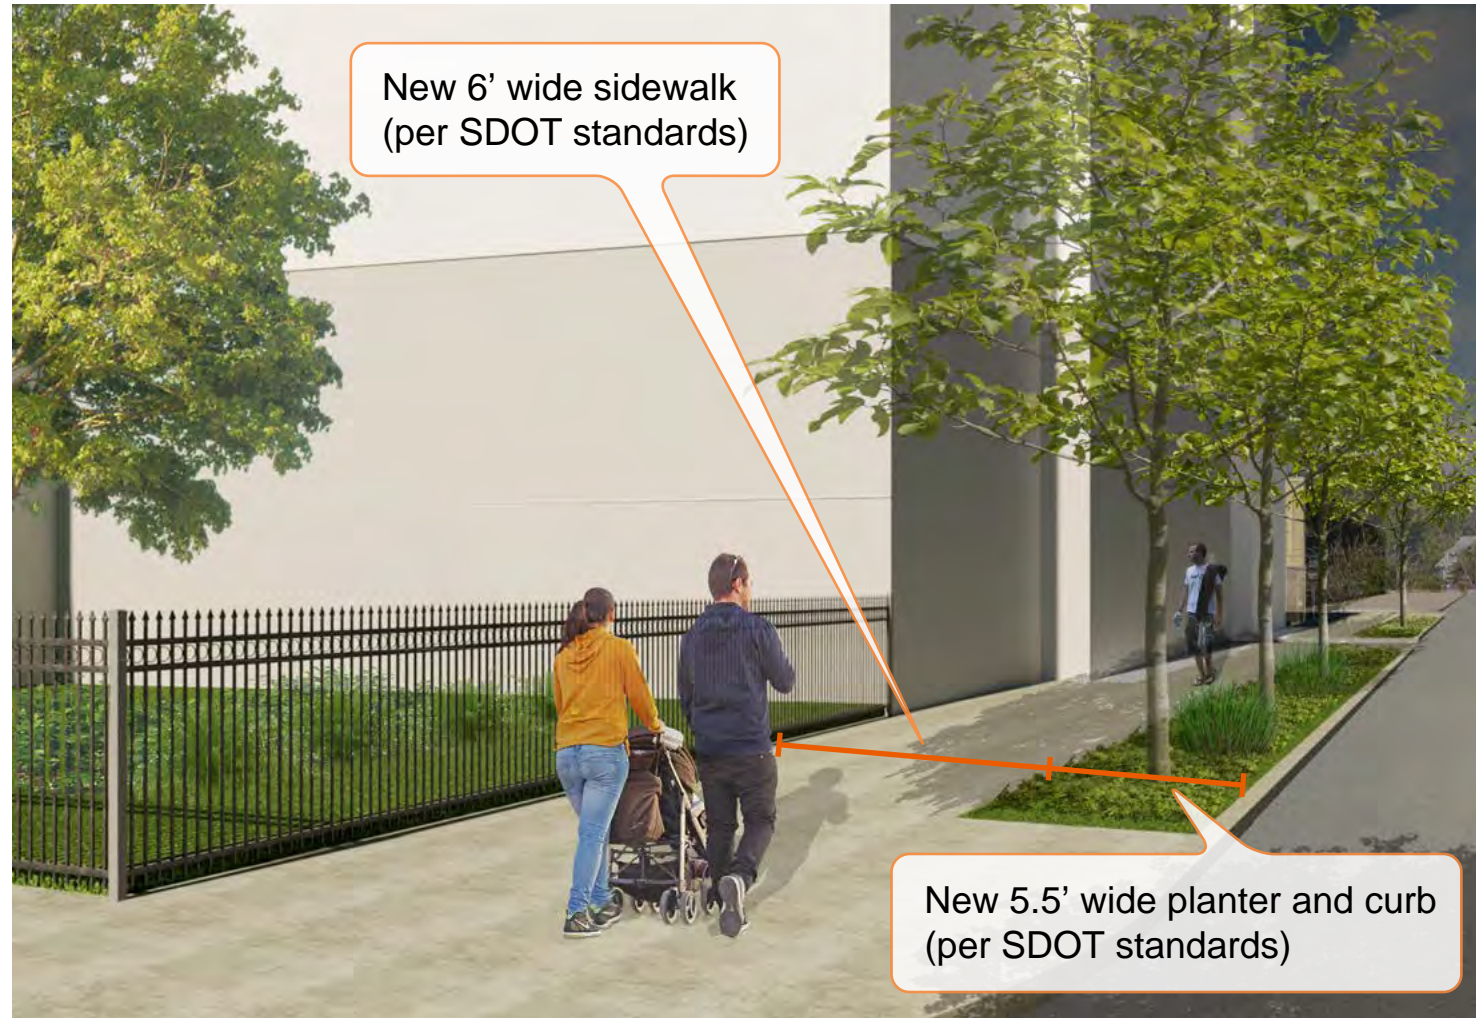 New 6’ wide sidewalk
(per SDOT standards)
New 5.5’ wide planter and curb
(per SDOT standards)